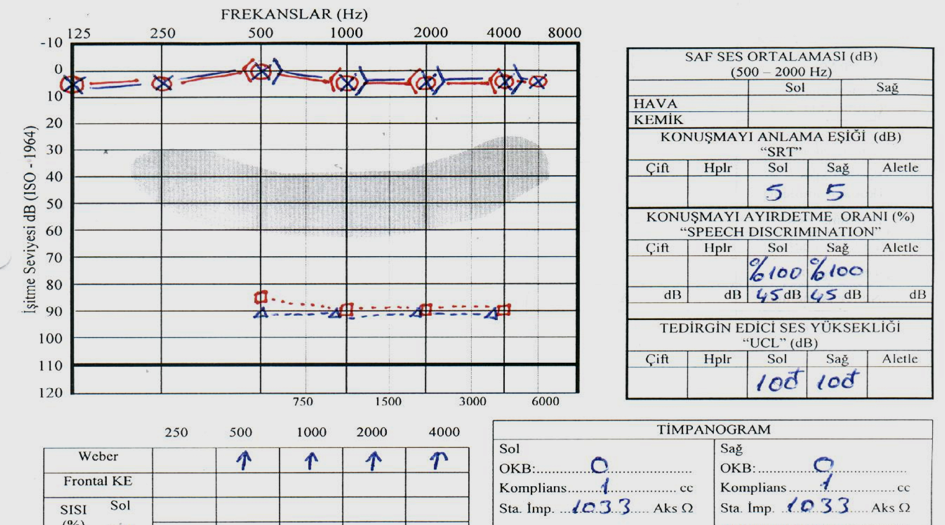 FREKANSLAR (Hz)
125 250 500 1000 2000 4000 8000
İşitme Seviyesi dB (ISO - 1964)
-10
0
10
20
30
40
50
60
70
80
90
100
110
120
750 1500 3000 6000
SAF SES ORTALAMASI (dB)
(500 – 2000 Hz)
Sol Sağ
HAVA
KEMİK
KONUŞMAYI ANLAMA EŞİĞİ (dB)
“SRT”
Çift Hplr Sol Sağ Aletle
5 5
KONUŞMAYI AYIRDETME ORANI (%)
“SPEECH DISCRIMINATION”
Çift Hplr Sol Sağ Aletle
%100 %100
dB dB 45 dB 45 dB dB
TEDİRGİN EDİCİ SES YÜKSEKLİĞİ
“UCL” (dB)
Çift Hplr Sol Sağ Aletle
250 500 1000 2000 4000
Weber ↑ ↑ ↑ ↑
Frontal KE
SISI Sol
(%)
TİMPANOGRAM
Sol
OKB:.......0.......
Komplians.......1.......cc
Sta. İmp. ...1033... Aks Ω
Sağ
OKB:.......0.......
Komplians.......1.......cc
Sta. İmp. ...1033... Aks Ω